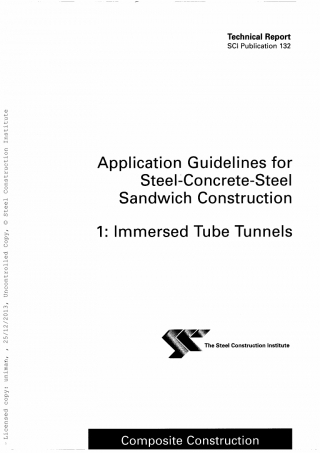 Technical Report
SCI Publication 132
Application Guidelines for
Steel-Concrete-Steel
Sandwich Construction
1: Immersed Tube Tunnels
The Steel Construction Institute
Composite Construction
Licensed copy: uniman, , 25/12/2013, Uncontrolled Copy, © Steel Construction Institute